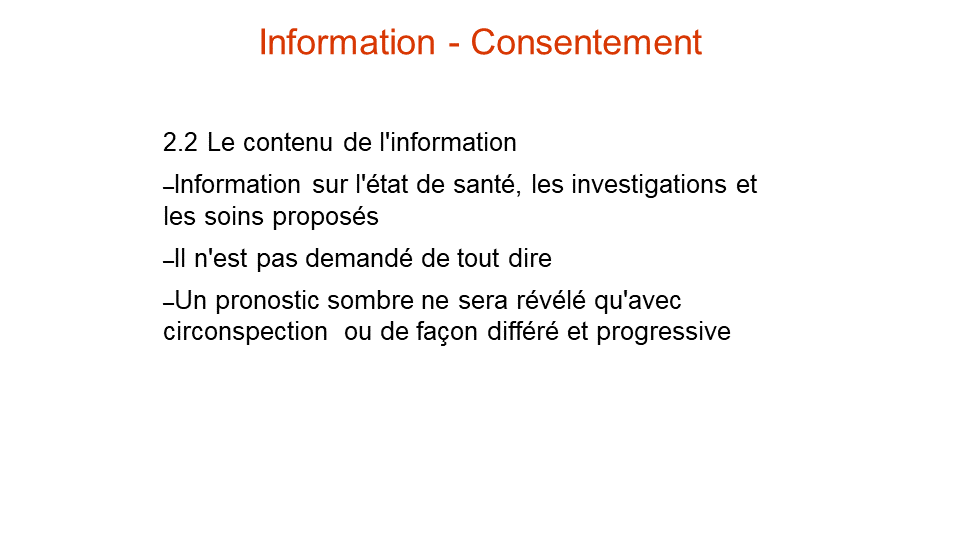 Information - Consentement
2.2 Le contenu de l'information
–Information sur l'état de santé, les investigations et
les soins proposés
–Il n'est pas demandé de tout dire
–Un pronostic sombre ne sera révélé qu'avec
circonspection  ou de façon différé et progressive